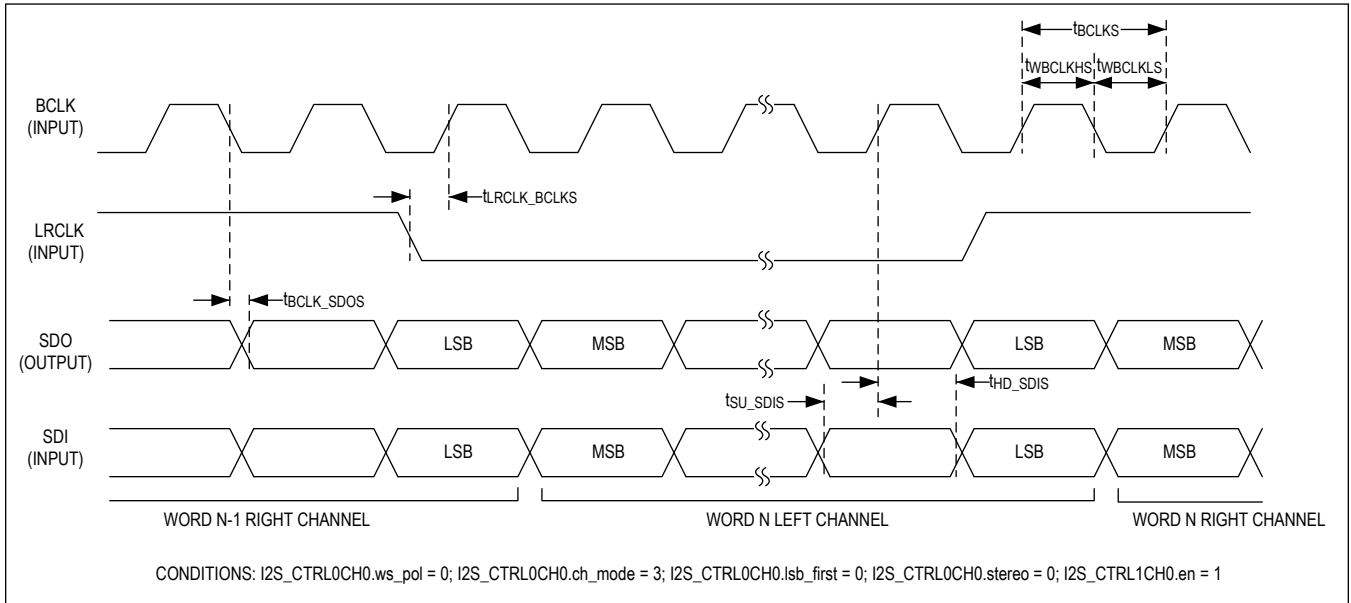 tBCLKS
tWBCLKHS tWBCLKLS
BCLK
(INPUT)
tLRCLK_BCLKS
LRCLK
(INPUT)
tBCLK_SDOS
SDO
(OUTPUT)
LSB MSB LSB MSB
tHD_SDIS
tSU_SDIS
SDI
(INPUT)
LSB MSB LSB MSB
WORD N-1 RIGHT CHANNEL WORD N LEFT CHANNEL WORD N RIGHT CHANNEL
CONDITIONS: I2S_CTRL0CH0.ws_pol = 0; I2S_CTRL0CH0.ch_mode = 3; I2S_CTRL0CH0.lsb_first = 0; I2S_CTRL0CH0.stereo = 0; I2S_CTRL1CH0.en = 1